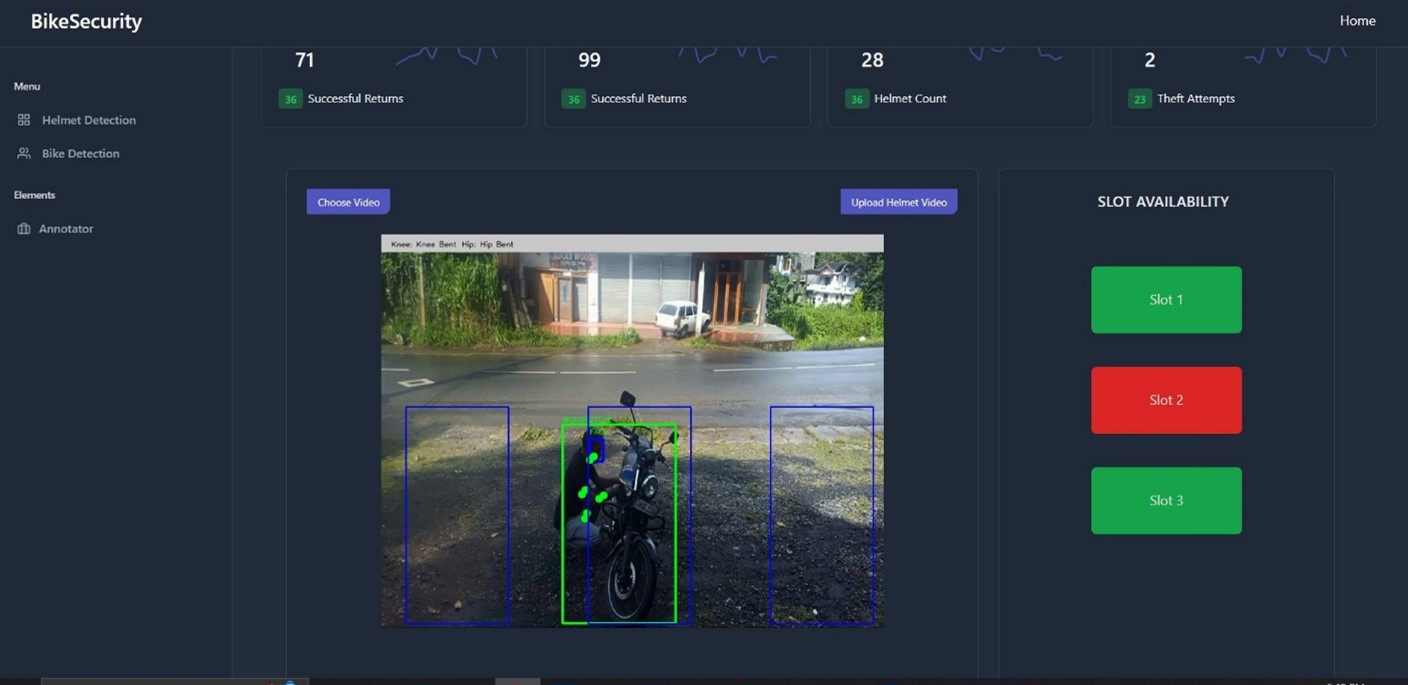 BikeSecurity
Home
71
99
28
2
36 Successful Returns
36 Successful Returns
36 Helmet Count
23 Theft Attempts
Menu
Helmet Detection
Bike Detection
Elements
Annotator
Choose Video
Upload Helmet Video
Knee: Knee Bent Hip: Hip Bent
SLOT AVAILABILITY
Slot 1
Slot 2
Slot 3